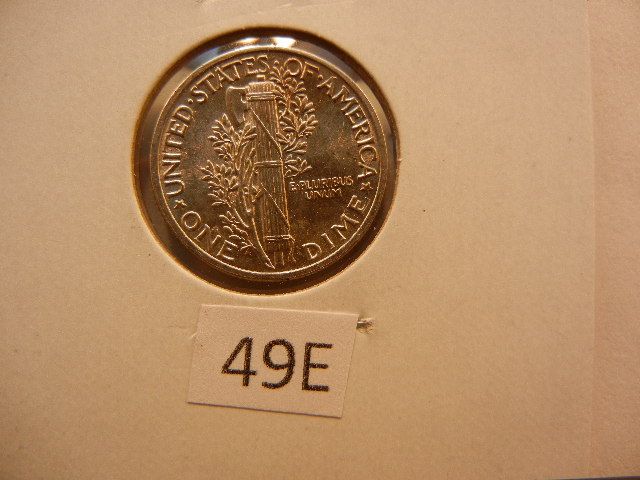 UNITED·STATES·OF·AMERICA
E·PLURIBUS
UNUM
ONE DIME
49E